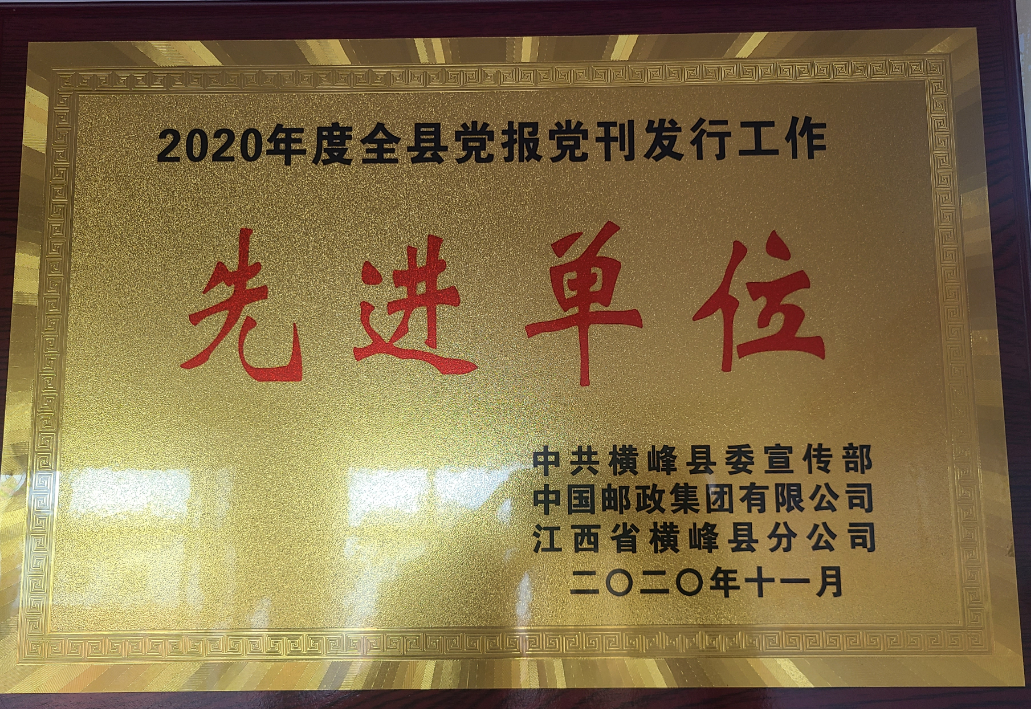 2020年度全县党报党刊发行工作
先进单位
中共横峰县委宣传部
中国邮政集团有限公司
江西省横峰县分公司
二〇二〇年十一月